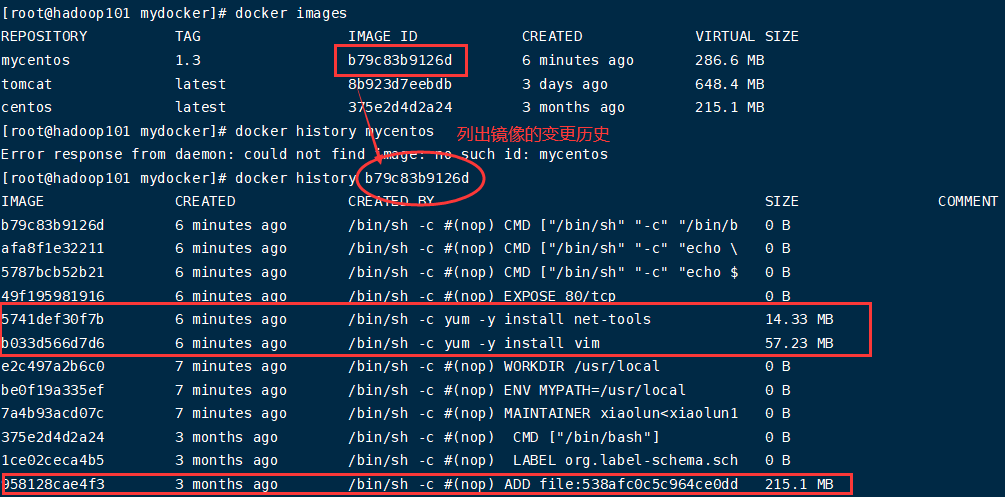 [root@hadoop101 mydocker]# docker images
REPOSITORY TAG IMAGE ID CREATED VIRTUAL SIZE
mycentos 1.3 b79c83b9126d 6 minutes ago 286.6 MB
tomcat latest 8b923d7eebdb 3 days ago 648.4 MB
centos latest 375e2d4d2a24 3 months ago 215.1 MB
[root@hadoop101 mydocker]# docker history mycentos 列出镜像的变更历史
Error response from daemon: could not find image: no such id: mycentos
[root@hadoop101 mydocker]# docker history b79c83b9126d
IMAGE CREATED CREATED BY SIZE COMMENT
b79c83b9126d 6 minutes ago /bin/sh -c #(nop) CMD ["/bin/sh" "-c" "/bin/b 0 B
afa8f1e32211 6 minutes ago /bin/sh -c #(nop) CMD ["/bin/sh" "-c" "echo \ 0 B
5787bcb52b21 6 minutes ago /bin/sh -c #(nop) CMD ["/bin/sh" "-c" "echo $ 0 B
49f195981916 6 minutes ago /bin/sh -c #(nop) EXPOSE 80/tcp 0 B
5741def30f7b 6 minutes ago /bin/sh -c yum -y install net-tools 14.33 MB
b033d566d7d6 6 minutes ago /bin/sh -c yum -y install vim 57.23 MB
e2c497a2b6c0 7 minutes ago /bin/sh -c #(nop) WORKDIR /usr/local 0 B
be0f19a335ef 7 minutes ago /bin/sh -c #(nop) ENV MYPATH=/usr/local 0 B
7a4b93acd07c 7 minutes ago /bin/sh -c #(nop) MAINTAINER xiaolun<xiaolun1 0 B
375e2d4d2a24 3 months ago /bin/sh -c #(nop) CMD ["/bin/bash"] 0 B
1ce02ceca4b5 3 months ago /bin/sh -c #(nop) LABEL org.label-schema.sch 0 B
958128cae4f3 3 months ago /bin/sh -c #(nop) ADD file:538afc0c5c964ce0dd 215.1 MB